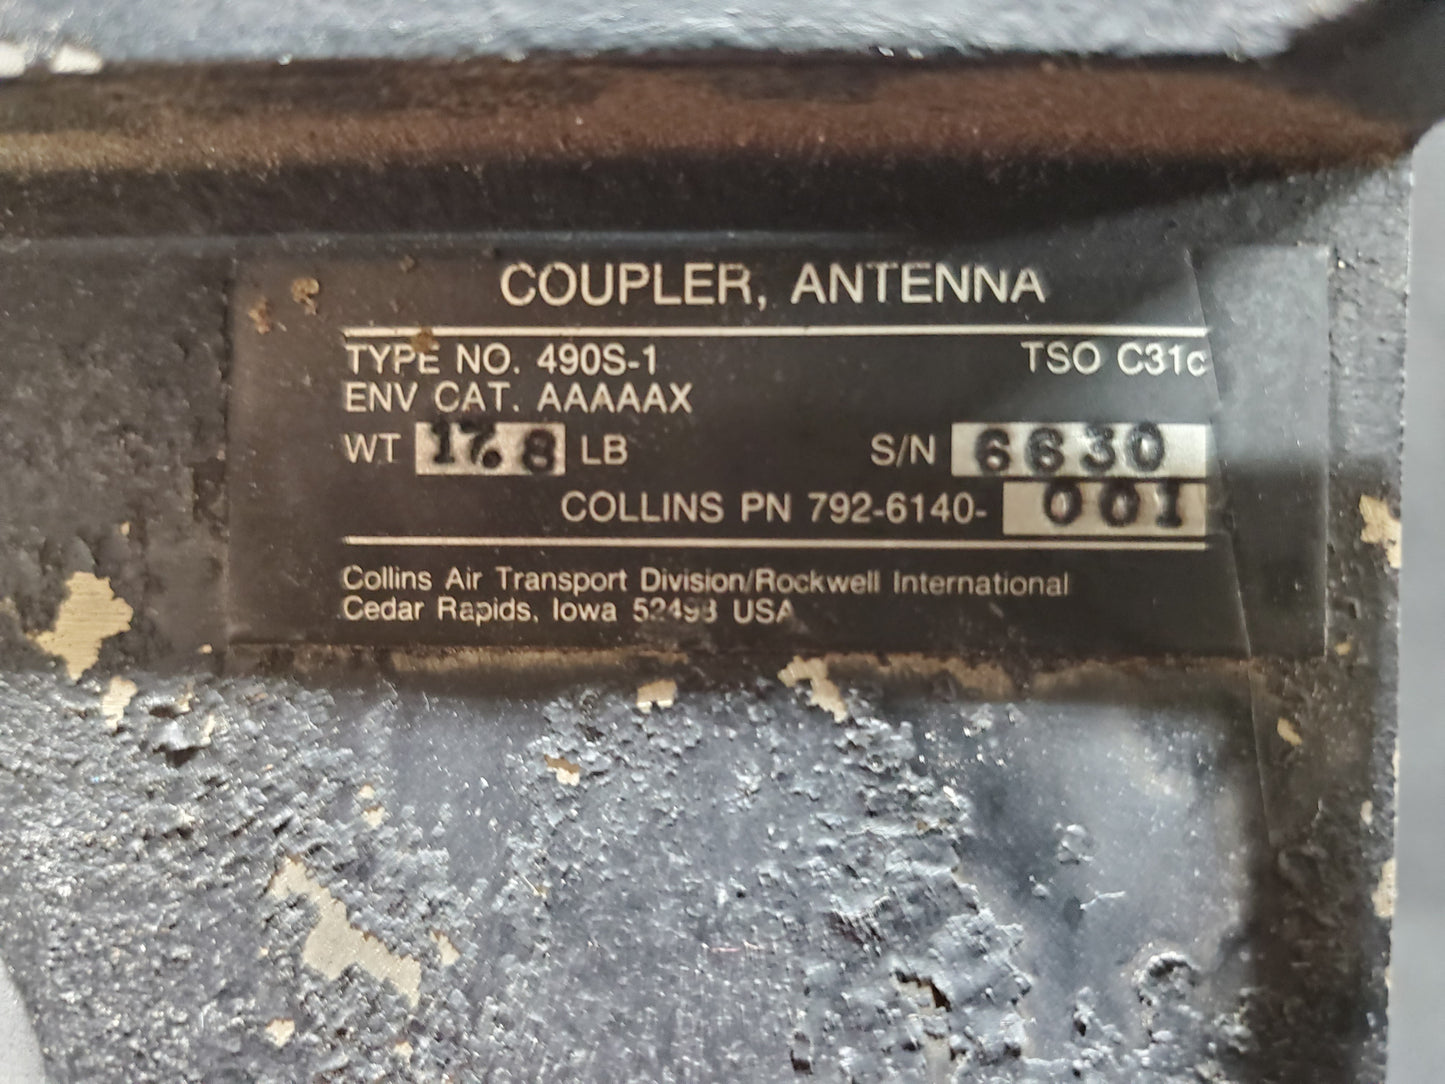 COUPLER, ANTENNA
TYPE NO. 490S-1 TSO C31c
ENV CAT. AAAAAX
WT 17.8 LB S/N 6630
COLLINS PN 792-6140-001
Collins Air Transport Division/Rockwell International
Cedar Rapids, Iowa 52498 USA